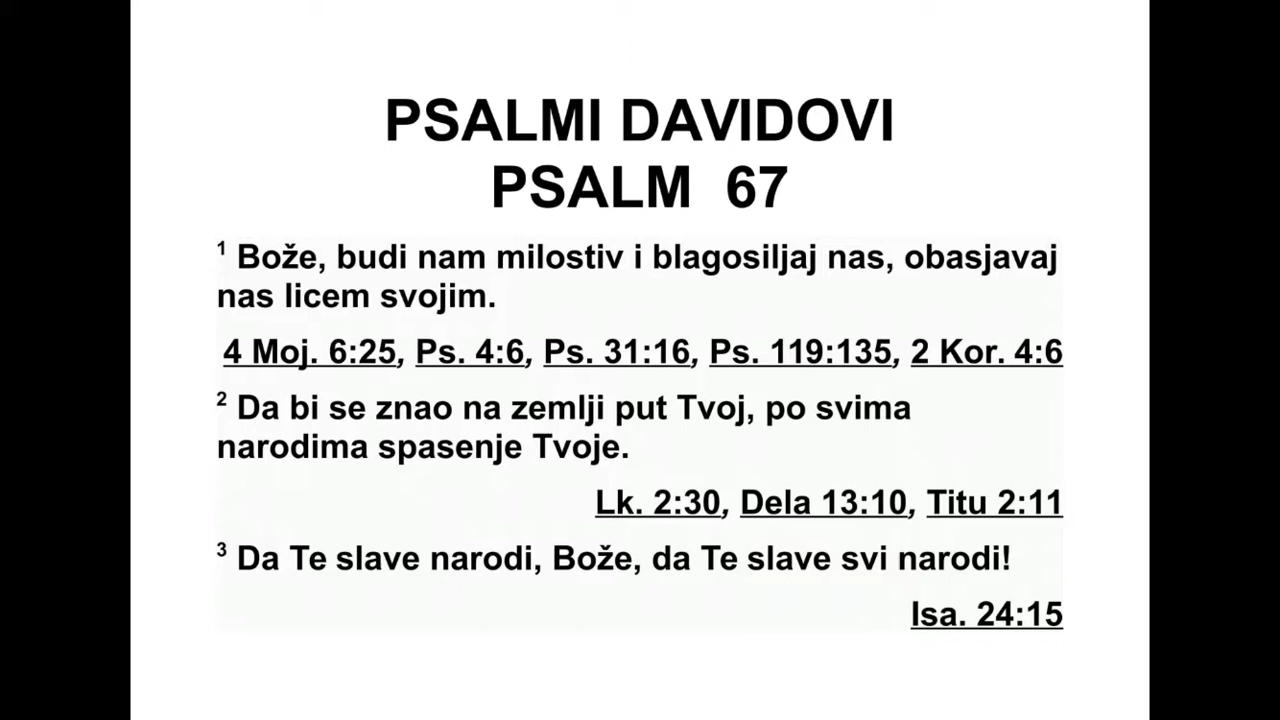 PSALMI DAVIDOVI
PSALM 67
1 Bože, budi nam milostiv i blagosiljaj nas, obasjavaj
nas licem svojim.
4 Moj. 6:25, Ps. 4:6, Ps. 31:16, Ps. 119:135, 2 Kor. 4:6
2 Da bi se znao na zemlji put Tvoj, po svima
narodima spasenje Tvoje.
Lk. 2:30, Dela 13:10, Titu 2:11
3 Da Te slave narodi, Bože, da Te slave svi narodi!
Isa. 24:15